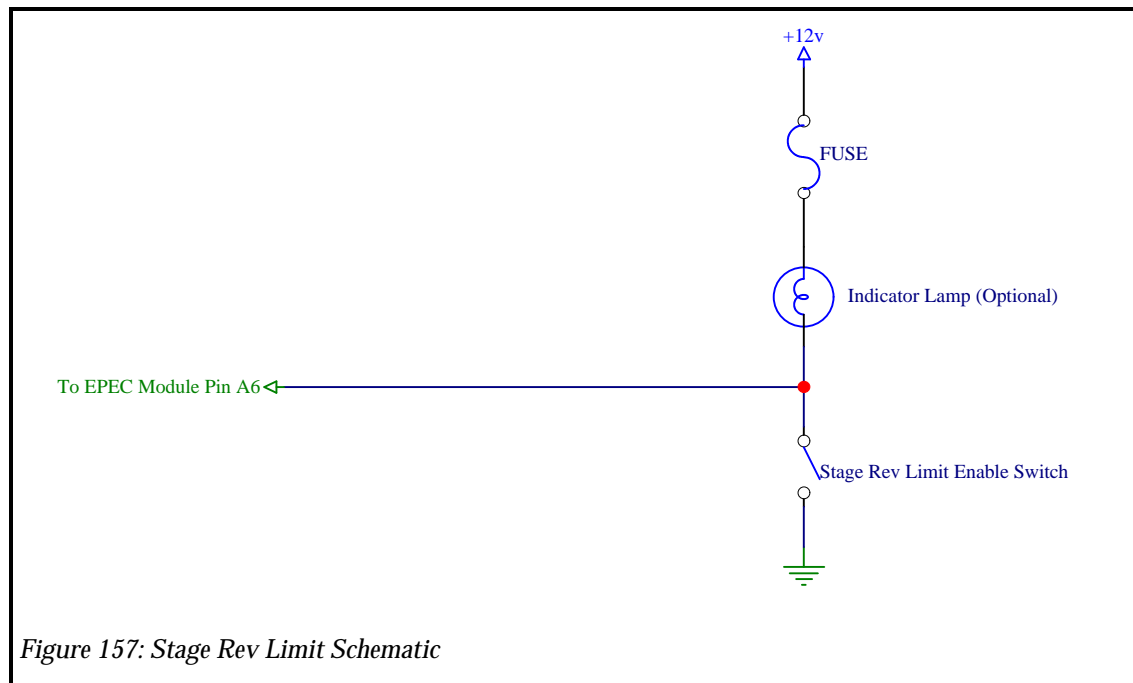 +12v
FUSE
Indicator Lamp (Optional)
To EPEC Module Pin A6
Stage Rev Limit Enable Switch
Figure 157: Stage Rev Limit Schematic